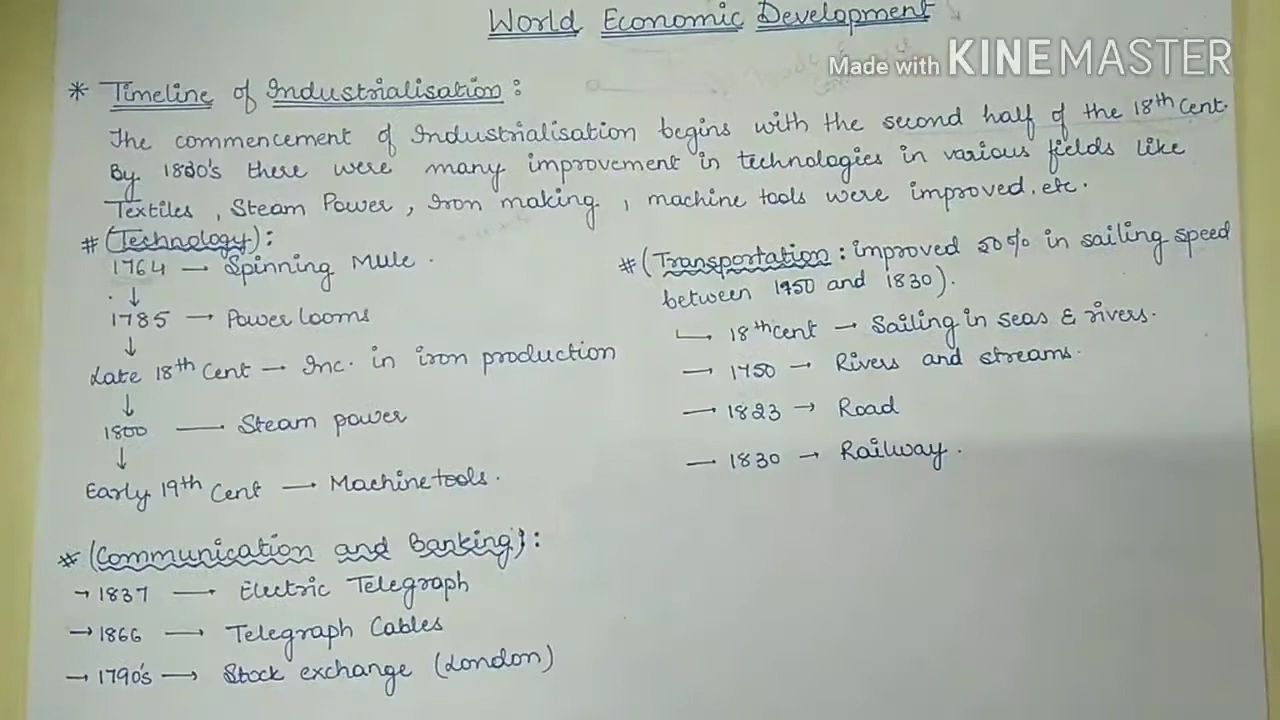 World Economic Development
Made with KINEMASTER
* Timeline of Industrialisation :
The commencement of Industrialisation begins with the second half of the 18th Cent.
By 1800's there were many improvement in technologies in various fields like
Textiles, Steam Power, Iron making, machine tools were improved. etc.
# (Technology) :
1764 — Spinning Mule.
↓
1785 → Power looms
↓
Late 18th Cent — Inc. in iron production
↓
1800 — Steam power
↓
Early 19th Cent — Machine tools.
# (Transportation : improved 50% in sailing speed
between 1750 and 1830).
18th cent → Sailing in seas & rivers.
— 1750 → Rivers and streams.
— 1823 → Road
— 1830 → Railway.
# (Communication and Banking) :
→ 1837 → Electric Telegraph
→ 1866 → Telegraph Cables
→ 1790's → Stock exchange (London)